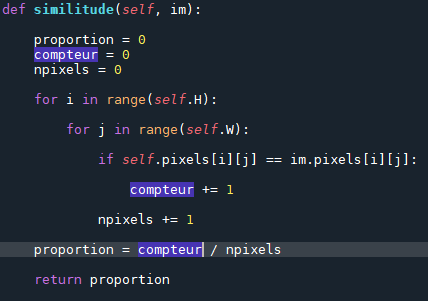 def similitude(self, im):
proportion = 0
compteur = 0
npixels = 0
for i in range(self.H):
for j in range(self.W):
if self.pixels[i][j] == im.pixels[i][j]:
compteur += 1
npixels += 1
proportion = compteur / npixels
return proportion